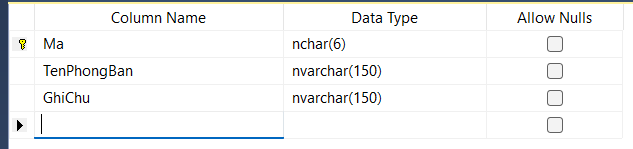 Column Name Data Type Allow Nulls
Ma nchar(6)
TenPhongBan nvarchar(150)
GhiChu nvarchar(150)